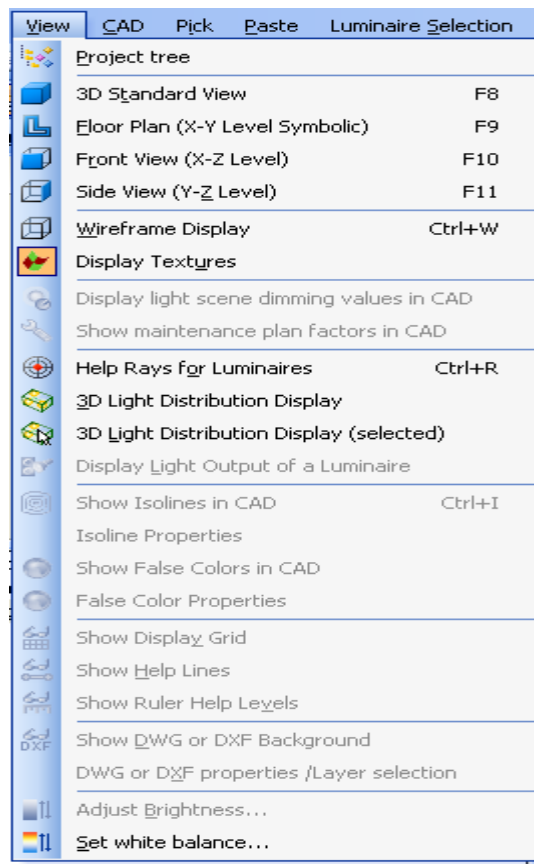 View CAD Pick Paste Luminaire Selection
Project tree
3D Standard View F8
Floor Plan (X-Y Level Symbolic) F9
Front View (X-Z Level) F10
Side View (Y-Z Level) F11
Wireframe Display Ctrl+W
Display Textures
Display light scene dimming values in CAD
Show maintenance plan factors in CAD
Help Rays for Luminaires Ctrl+R
3D Light Distribution Display
3D Light Distribution Display (selected)
Display Light Output of a Luminaire
Show Isolines in CAD Ctrl+I
Isoline Properties
Show False Colors in CAD
False Color Properties
Show Display Grid
Show Help Lines
Show Ruler Help Levels
DXF Show DWG or DXF Background
DWG or DXF properties /Layer selection
Adjust Brightness...
Set white balance...